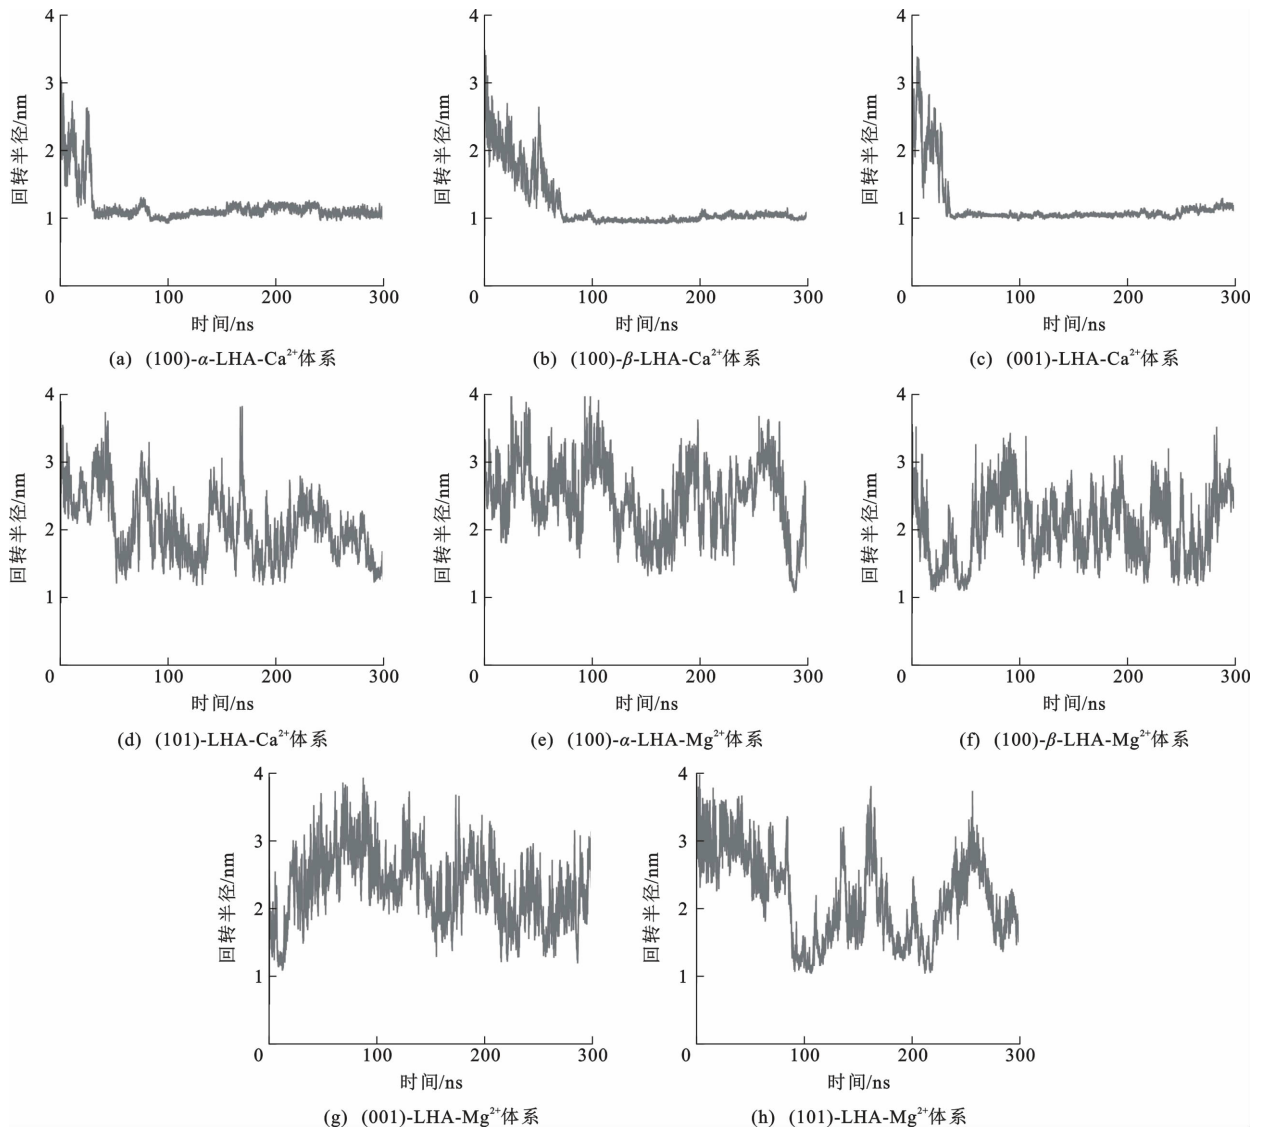 4
3
2
1
0
100
200
300
回转半径/nm
时间/ns
(a) (100)-α-LHA-Ca²⁺体系
4
3
2
1
0
100
200
300
回转半径/nm
时间/ns
(b) (100)-β-LHA-Ca²⁺体系
4
3
2
1
0
100
200
300
回转半径/nm
时间/ns
(c) (001)-LHA-Ca²⁺体系
4
3
2
1
0
100
200
300
回转半径/nm
时间/ns
(d) (101)-LHA-Ca²⁺体系
4
3
2
1
0
100
200
300
回转半径/nm
时间/ns
(e) (100)-α-LHA-Mg²⁺体系
4
3
2
1
0
100
200
300
回转半径/nm
时间/ns
(f) (100)-β-LHA-Mg²⁺体系
4
3
2
1
0
100
200
300
回转半径/nm
时间/ns
(g) (001)-LHA-Mg²⁺体系
4
3
2
1
0
100
200
300
回转半径/nm
时间/ns
(h) (101)-LHA-Mg²⁺体系